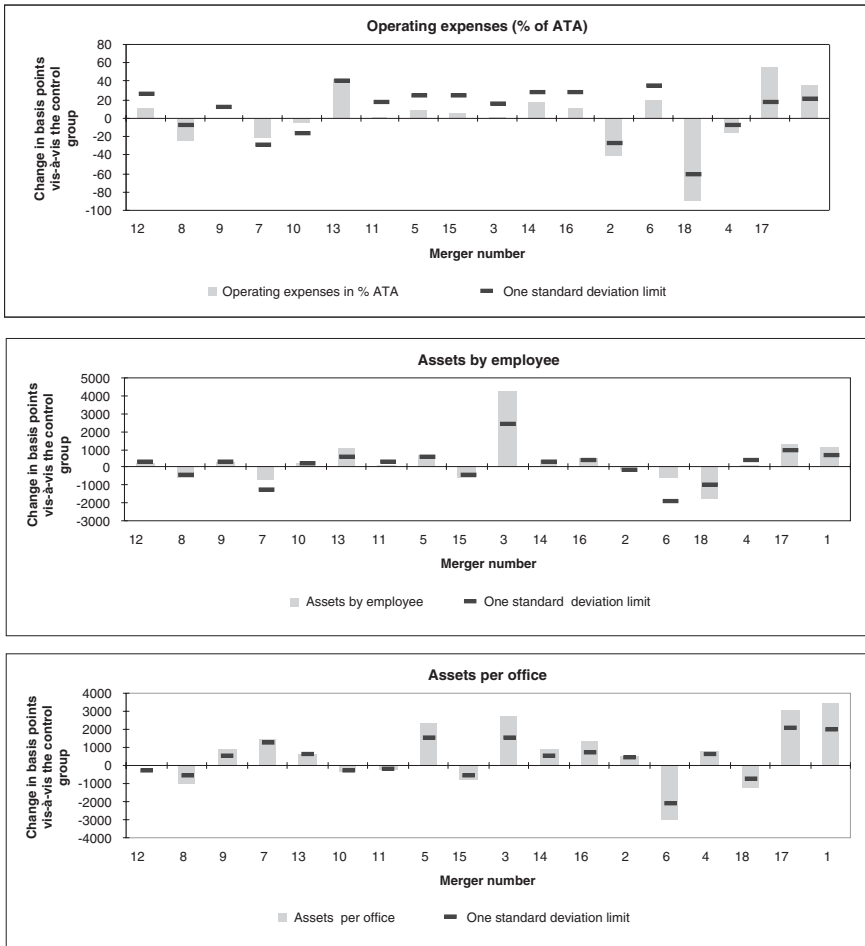 Operating expenses (% of ATA)
Change in basis points
vis-à-vis the control
group
80
60
40
20
0
-20
-40
-60
-80
-100
12 8 9 7 10 13 11 5 15 3 14 16 2 6 18 4 17
Merger number
Operating expenses in % ATA One standard deviation limit
Assets by employee
Change in basis points
vis-à-vis the control
group
5000
4000
3000
2000
1000
0
-1000
-2000
-3000
12 8 9 7 10 13 11 5 15 3 14 16 2 6 18 4 17 1
Merger number
Assets by employee One standard deviation limit
Assets per office
Change in basis points
vis-à-vis the control
group
4000
3000
2000
1000
0
-1000
-2000
-3000
-4000
12 8 9 7 13 10 11 5 15 3 14 16 2 6 4 18 17 1
Merger number
Assets per office One standard deviation limit